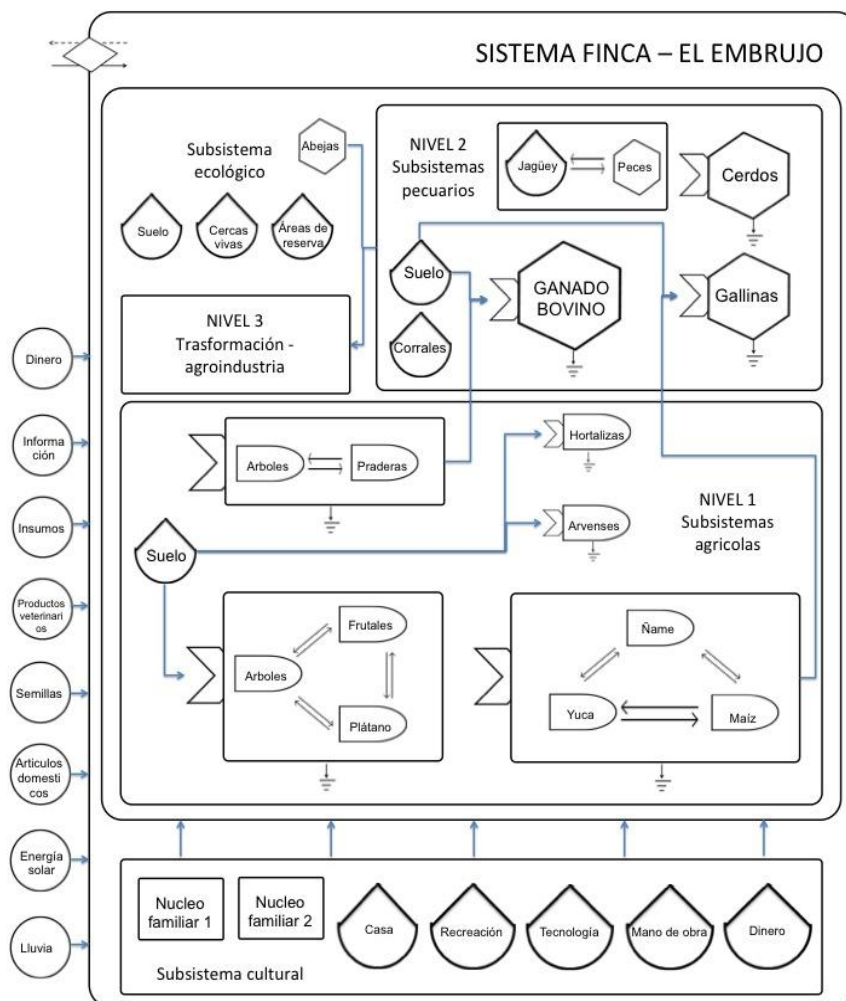 SISTEMA FINCA – EL EMBRUJO
Subsistema
ecológico
Abejas
Suelo
Cercas
vivas
Áreas de
reserva
NIVEL 2
Subsistemas
pecuarios
Jagüey
Peces
Cerdos
Suelo
GANADO
BOVINO
Gallinas
Corrales
NIVEL 3
Trasformación -
agroindustria
Dinero
Informa
ción
Insumos
Productos
veterinari
os
Semillas
Articulos
domesti
cos
Energía
solar
Lluvia
Arboles
Praderas
Hortalizas
Arvenses
NIVEL 1
Subsistemas
agricolas
Suelo
Frutales
Arboles
Plátano
Ñame
Yuca
Maíz
Nucleo
familiar 1
Nucleo
familiar 2
Casa
Recreación
Tecnología
Mano de obra
Dinero
Subsistema cultural